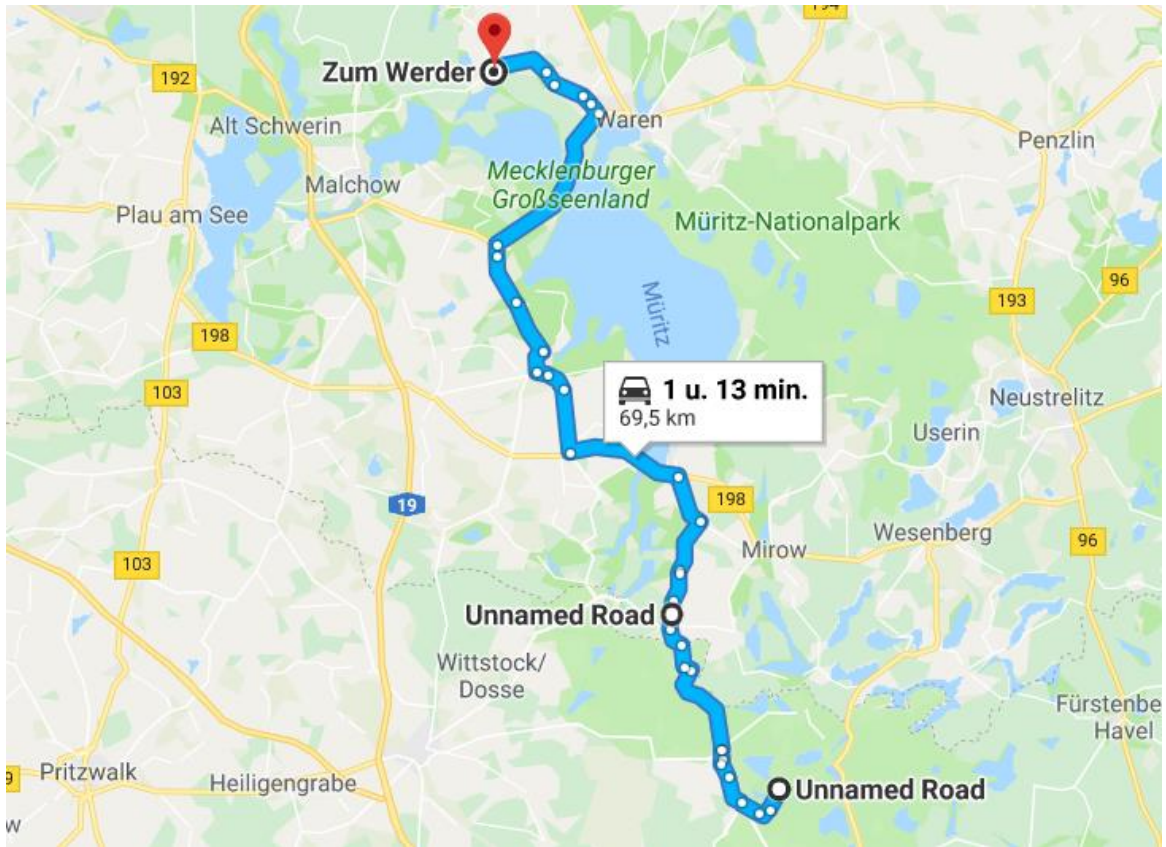 194
Zum Werder
192
Alt Schwerin
Waren
Penzlin
Mecklenburger
Großseenland
Malchow
Plau am See
Müritz-Nationalpark
96
193
Müritz
198
103
1 u. 13 min.
69,5 km
Neustrelitz
Userin
19
198
Wesenberg
Mirow
96
103
Unnamed Road
Wittstock/
Dosse
Fürstenbe
Havel
Pritzwalk
Heiligengrabe
Unnamed Road
9
w